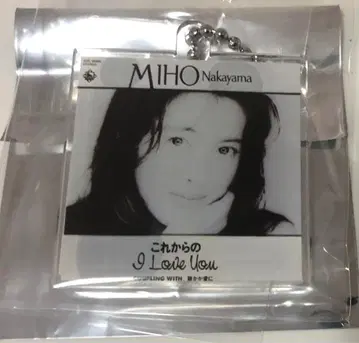 MIHO Nakayama
これからの
I Love You
COUPLING WITH